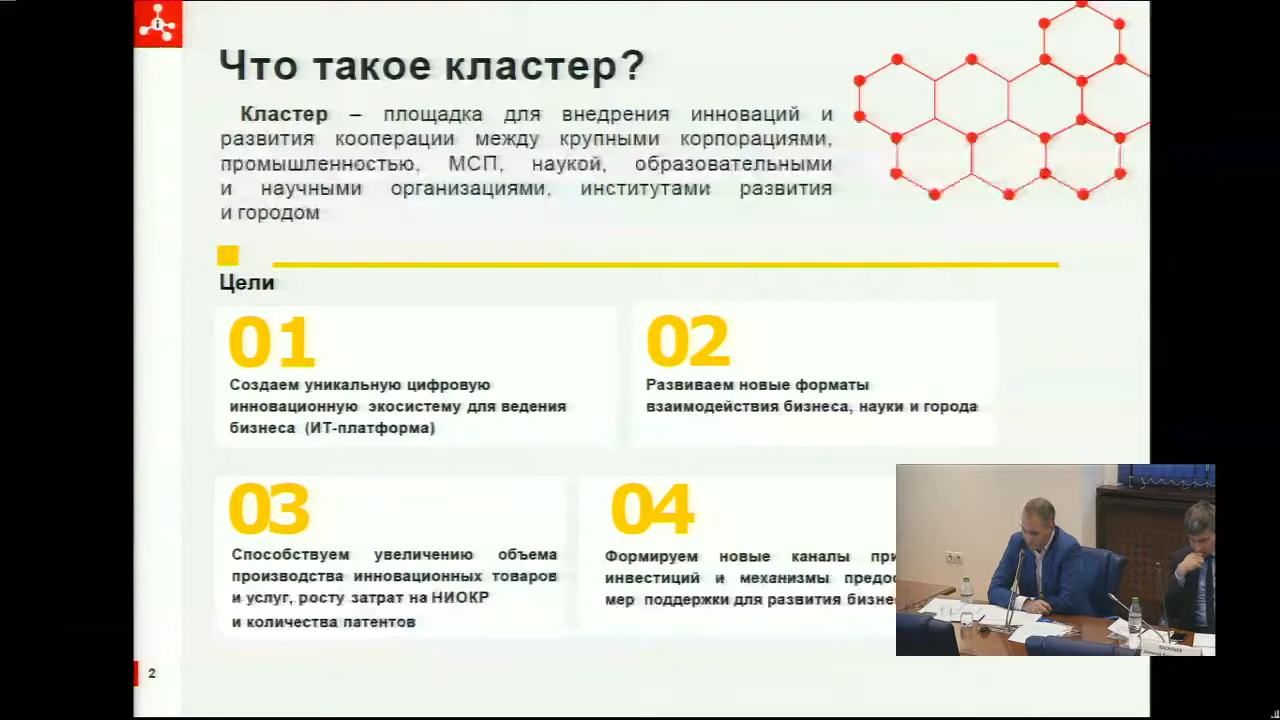 Что такое кластер?
Кластер – площадка для внедрения инноваций и
развития кооперации между крупными корпорациями,
промышленностью, МСП, наукой, образовательными
и научными организациями, институтами развития
и городом
Цели
01
Создаем уникальную цифровую
инновационную экосистему для ведения
бизнеса (ИТ-платформа)
02
Развиваем новые форматы
взаимодействия бизнеса, науки и города
03
Способствуем увеличению объема
производства инновационных товаров
и услуг, росту затрат на НИОКР
и количества патентов
04
Формируем новые каналы
инвестиций и механизмы
мер поддержки для развития
ВАСИЛЬЕВ
2